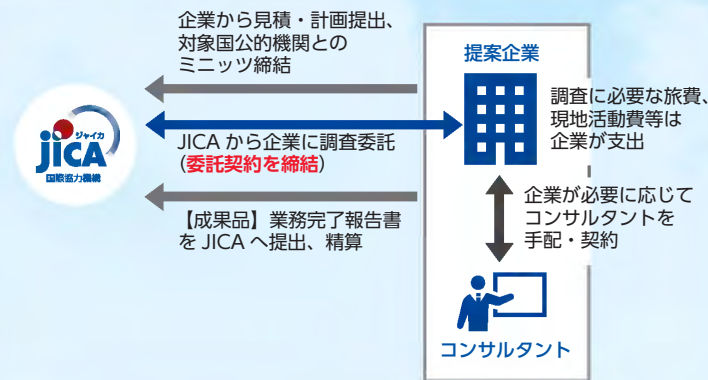 企業から見積・計画提出、
対象国公的機関との
ミニッツ締結
提案企業
調査に必要な旅費、
現地活動費等は
企業が支出
ジャイカ
JICA
国際協力機構
JICA から企業に調査委託
(委託契約を締結)
企業が必要に応じて
コンサルタントを
手配・契約
【成果品】業務完了報告書
を JICA へ提出、精算
コンサルタント